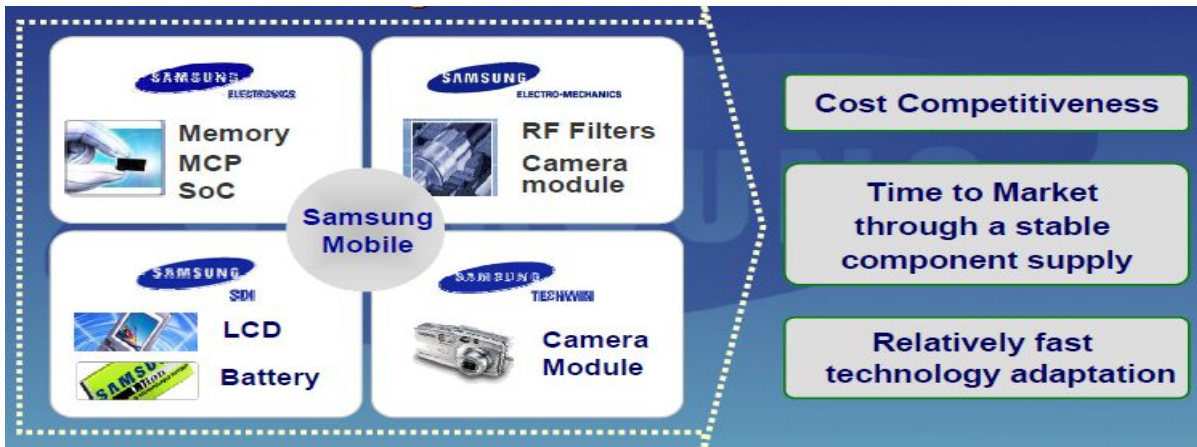 SAMSUNG
ELECTRONICS
Memory
MCP
SoC
SAMSUNG
ELECTRO-MECHANICS
RF Filters
Camera
module
Samsung
Mobile
SAMSUNG
SDI
LCD
Battery
SAMSUNG
SAMSUNG
TECHWIN
Camera
Module
Cost Competitiveness
Time to Market
through a stable
component supply
Relatively fast
technology adaptation